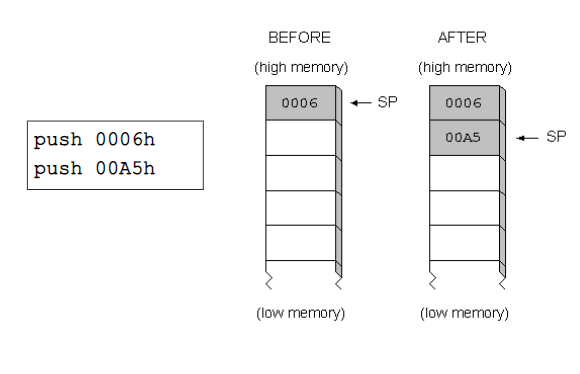 BEFORE
AFTER
(high memory)
(high memory)
0006
SP
0006
00A5
SP
push 0006h
push 00A5h
(low memory)
(low memory)